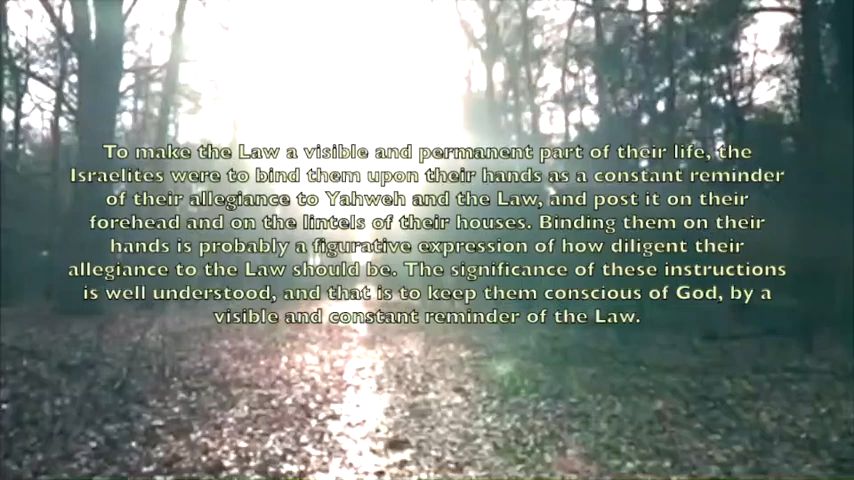 To make the Law a visible and permanent part of their life, the
Israelites were to bind them upon their hands as a constant reminder
of their allegiance to Yahweh and the Law, and post it on their
forehead and on the lintels of their houses. Binding them on their
hands is probably a figurative expression of how diligent their
allegiance to the Law should be. The significance of these instructions
is well understood, and that is to keep them conscious of God, by a
visible and constant reminder of the Law.